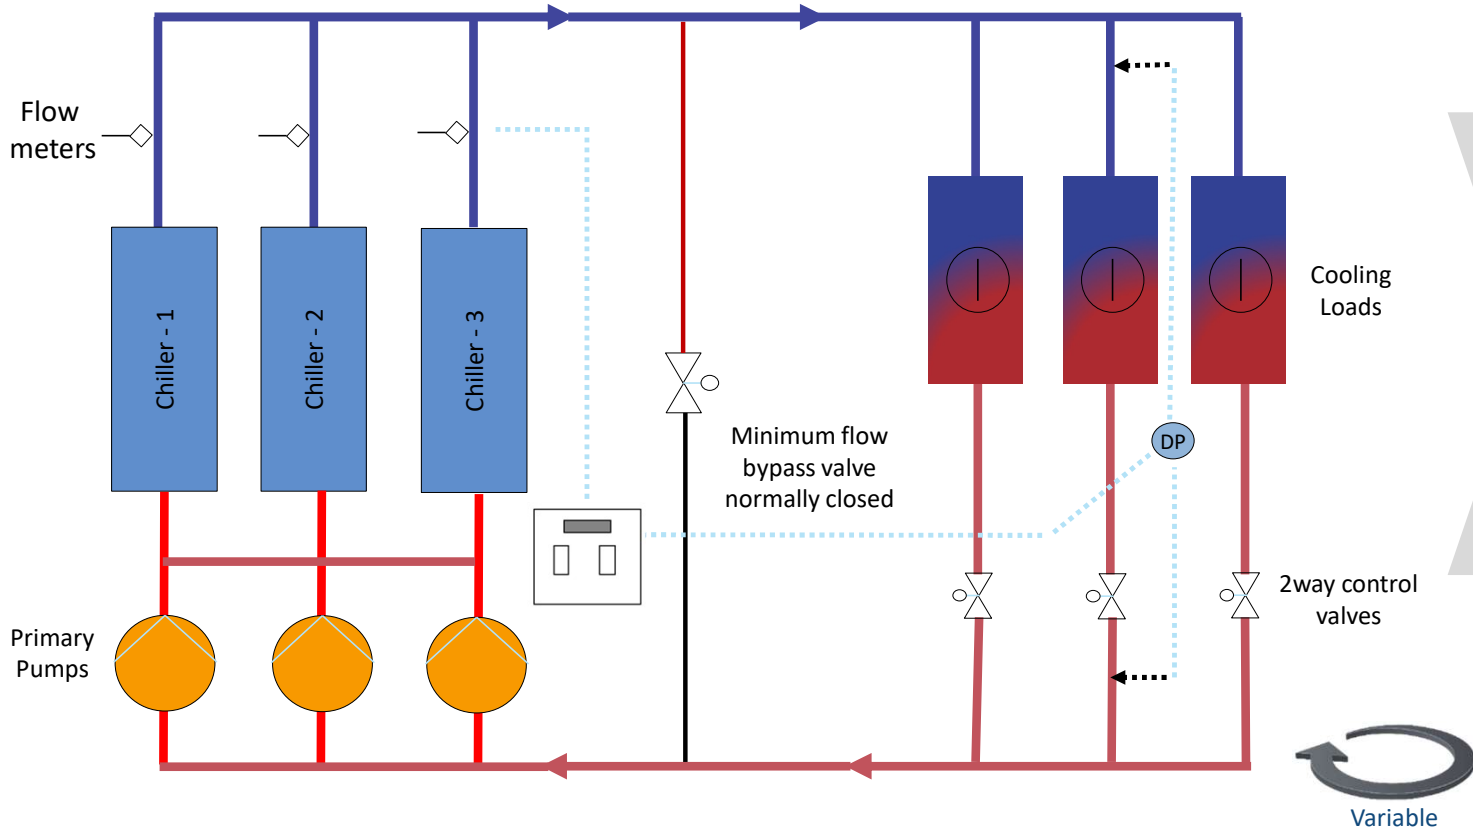 Flow
meters
Chiller - 1
Chiller - 2
Chiller - 3
Cooling
Loads
Minimum flow
bypass valve
normally closed
DP
2way control
valves
Primary
Pumps
Variable